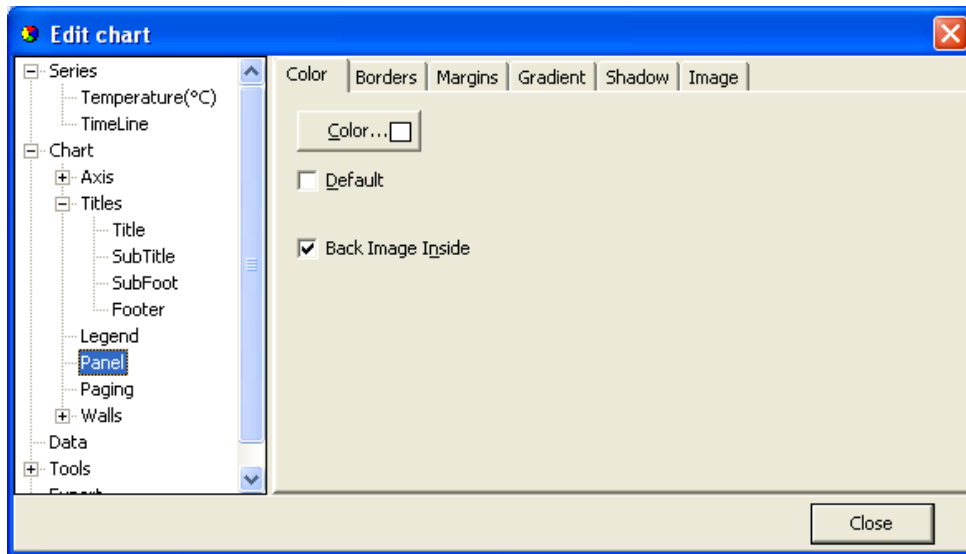 Edit chart
Series
Temperature(°C)
TimeLine
Chart
Axis
Titles
Title
SubTitle
SubFoot
Footer
Legend
Panel
Paging
Walls
Data
Tools
Color Borders Margins Gradient Shadow Image
Color...
Default
Back Image Inside
Close